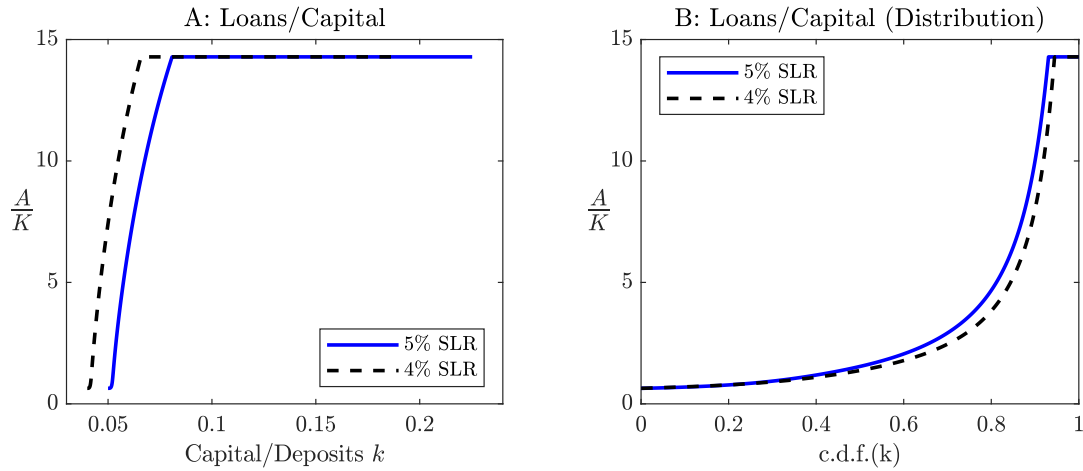 A: Loans/Capital
15
10
5
0
A
K
0.05
0.1
0.15
0.2
Capital/Deposits k
5% SLR
4% SLR
B: Loans/Capital (Distribution)
15
10
5
0
A
K
5% SLR
4% SLR
0
0.2
0.4
0.6
0.8
1
c.d.f.(k)